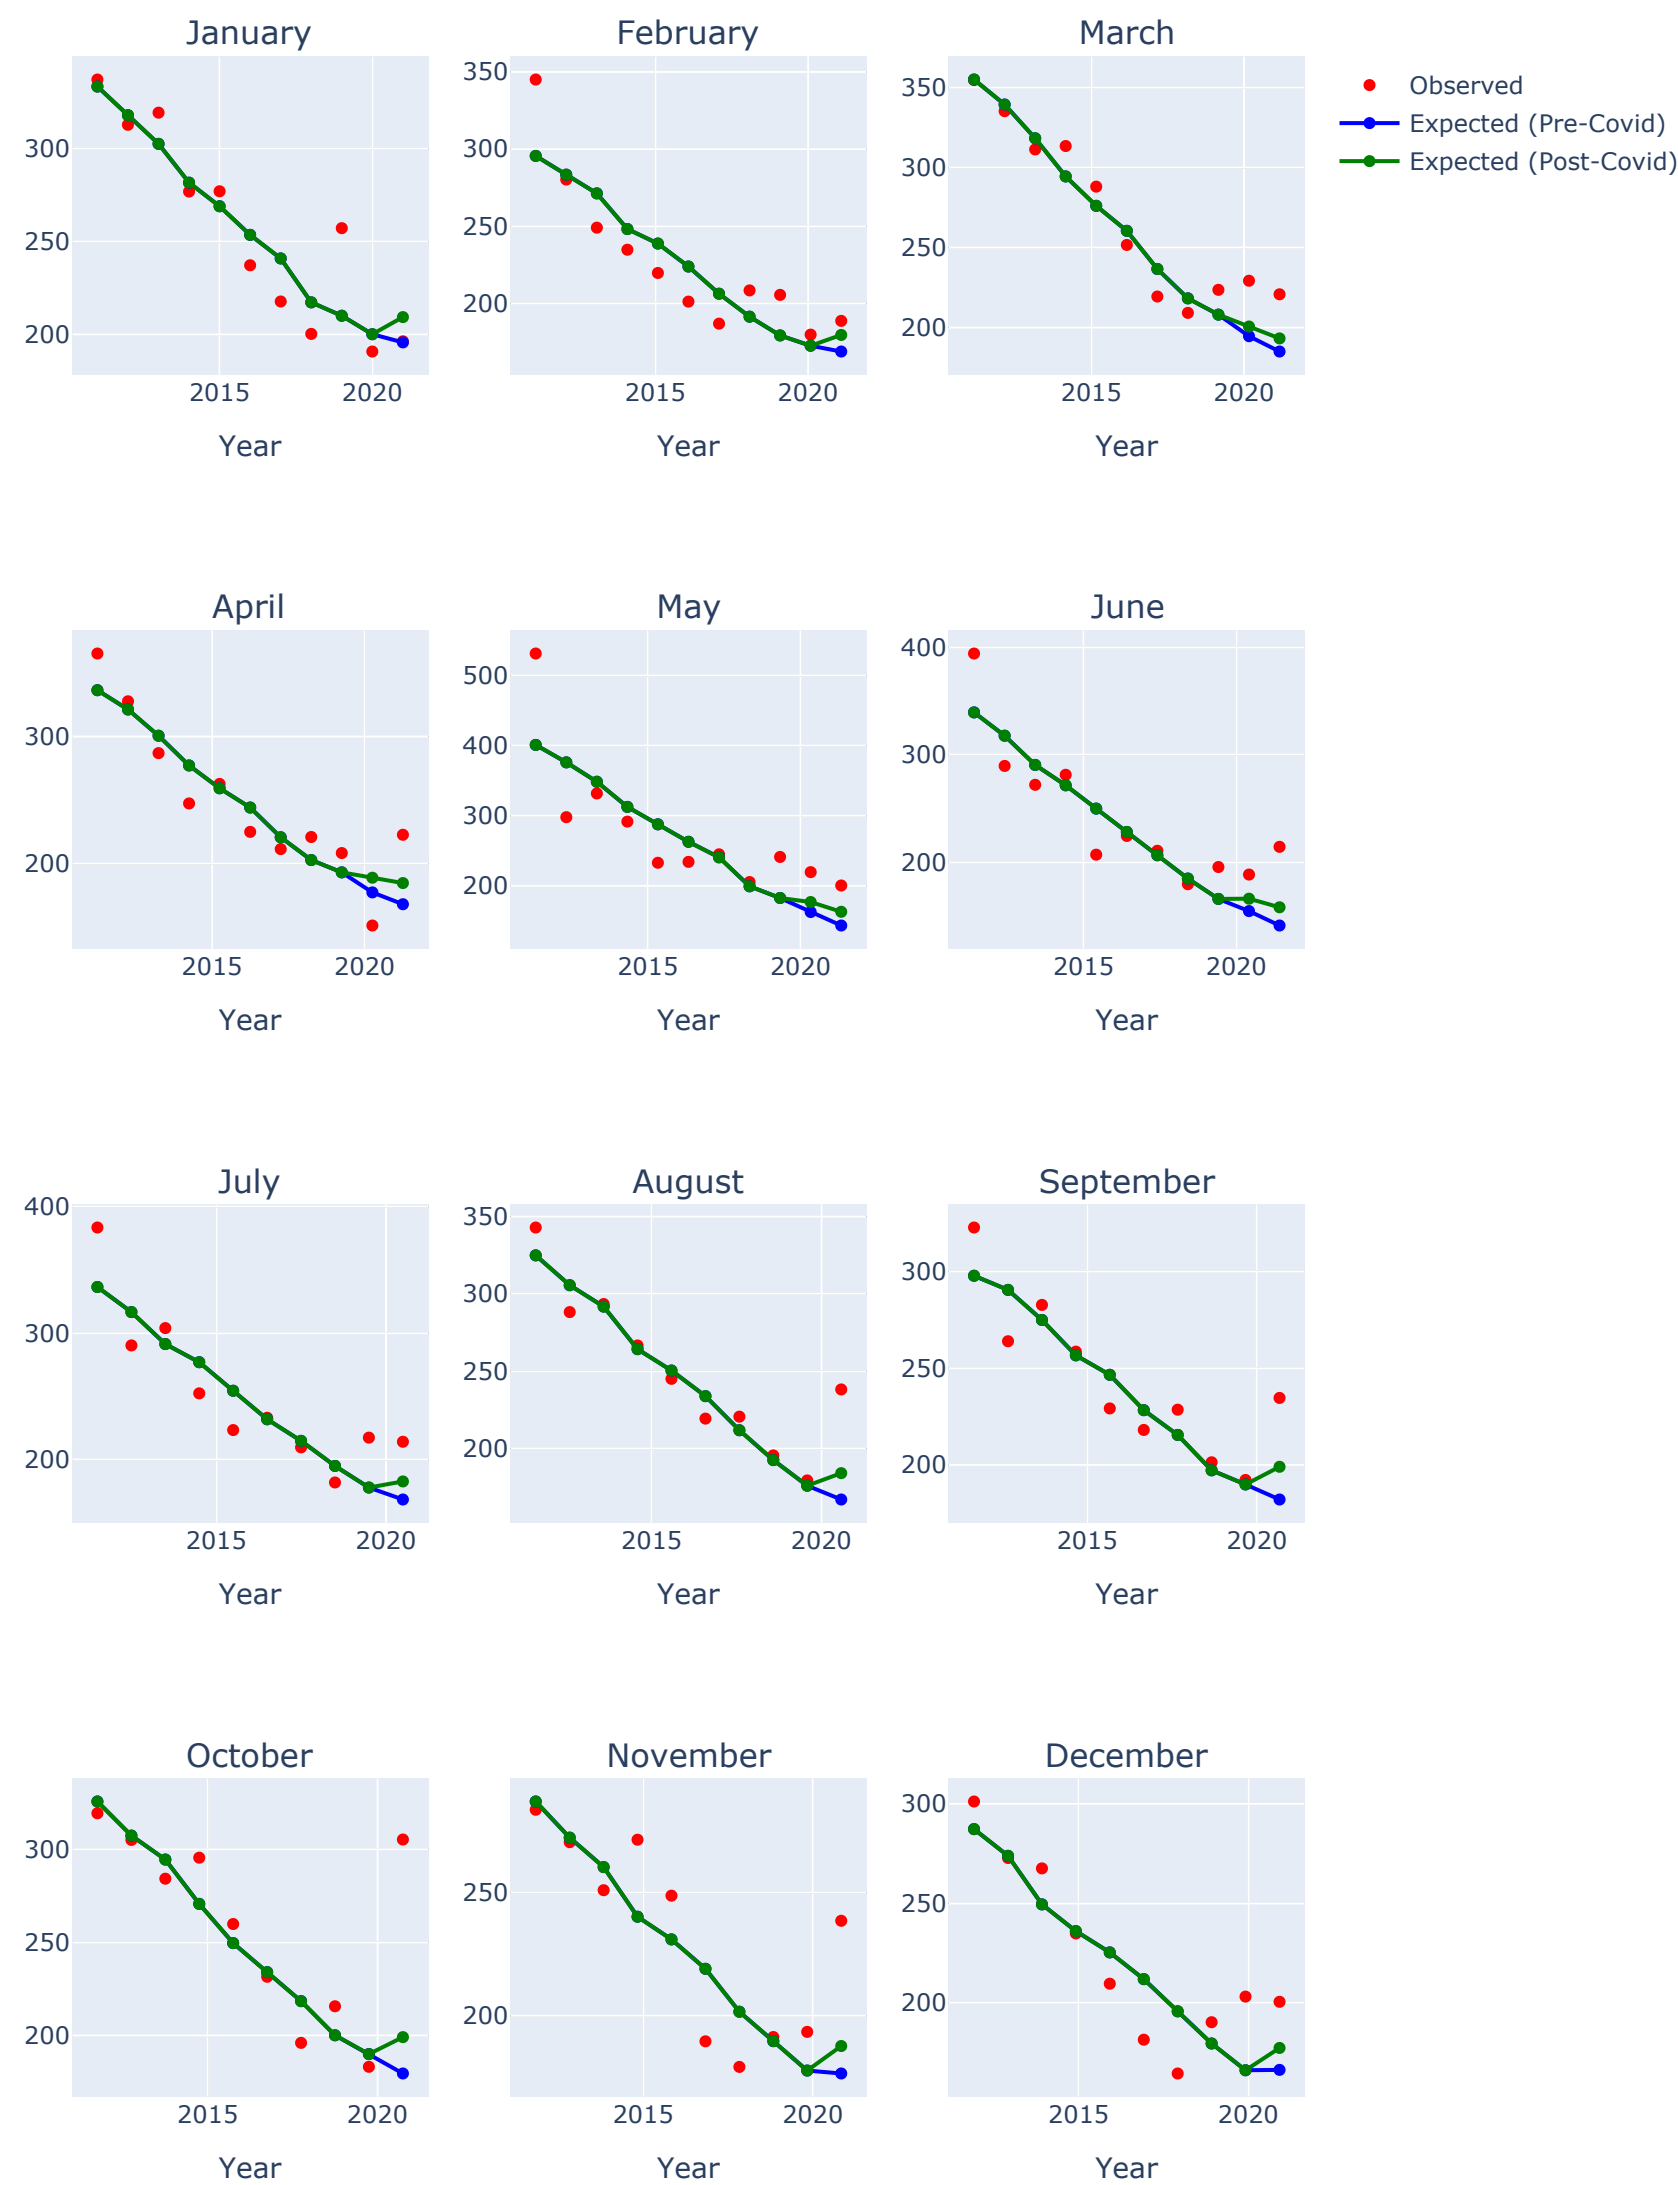 January
February
March
Observed
Expected (Pre-Covid)
Expected (Post-Covid)
300
250
200
2015
2020
Year
350
300
250
200
2015
2020
Year
350
300
250
200
2015
2020
Year
April
May
June
300
200
2015
2020
Year
500
400
300
200
2015
2020
Year
400
300
200
2015
2020
Year
July
August
September
400
300
200
2015
2020
Year
350
300
250
200
2015
2020
Year
300
250
200
2015
2020
Year
October
November
December
300
250
200
2015
2020
Year
250
200
2015
2020
Year
300
250
200
2015
2020
Year